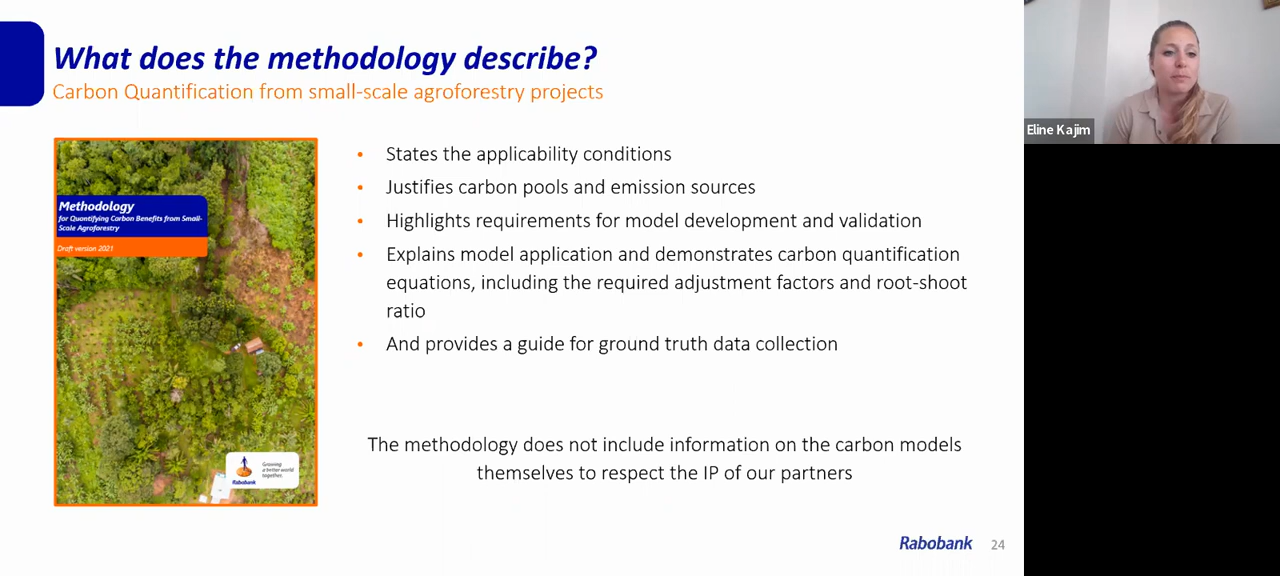 What does the methodology describe?
Carbon Quantification from small-scale agroforestry projects
Eline Kajim
Methodology
for Quantifying Carbon Benefits from Small-
Scale Agroforestry
Draft version 2021
• States the applicability conditions
• Justifies carbon pools and emission sources
• Highlights requirements for model development and validation
• Explains model application and demonstrates carbon quantification
equations, including the required adjustment factors and root-shoot
ratio
• And provides a guide for ground truth data collection
The methodology does not include information on the carbon models
themselves to respect the IP of our partners
Growing
a better world
together.
Rabobank
Rabobank 24